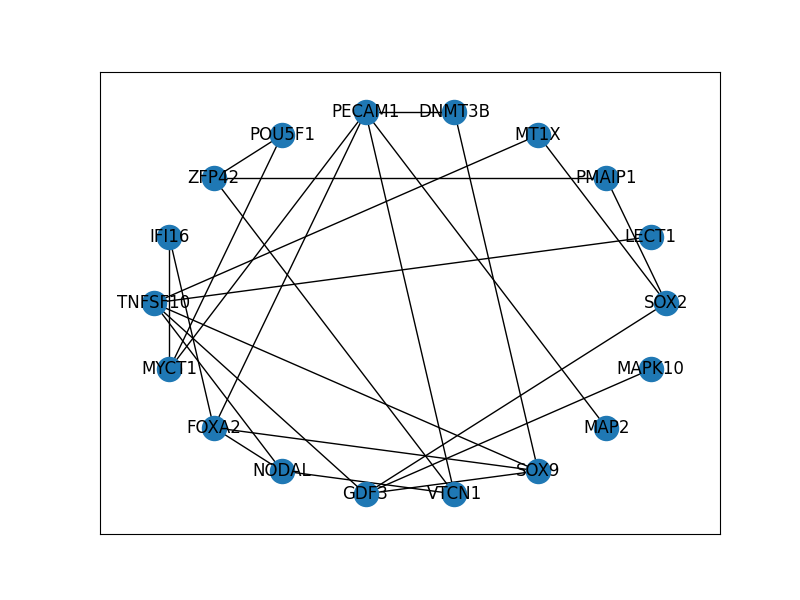 PECAM1 DNMT3B
POU5F1 MT1X
ZFP42 PMAIP1
IFI16 LECT1
TNFSF10 SOX2
MYCT1 MAPK10
FOXA2 MAP2
NODAL SOX9
GDF3 VTCN1